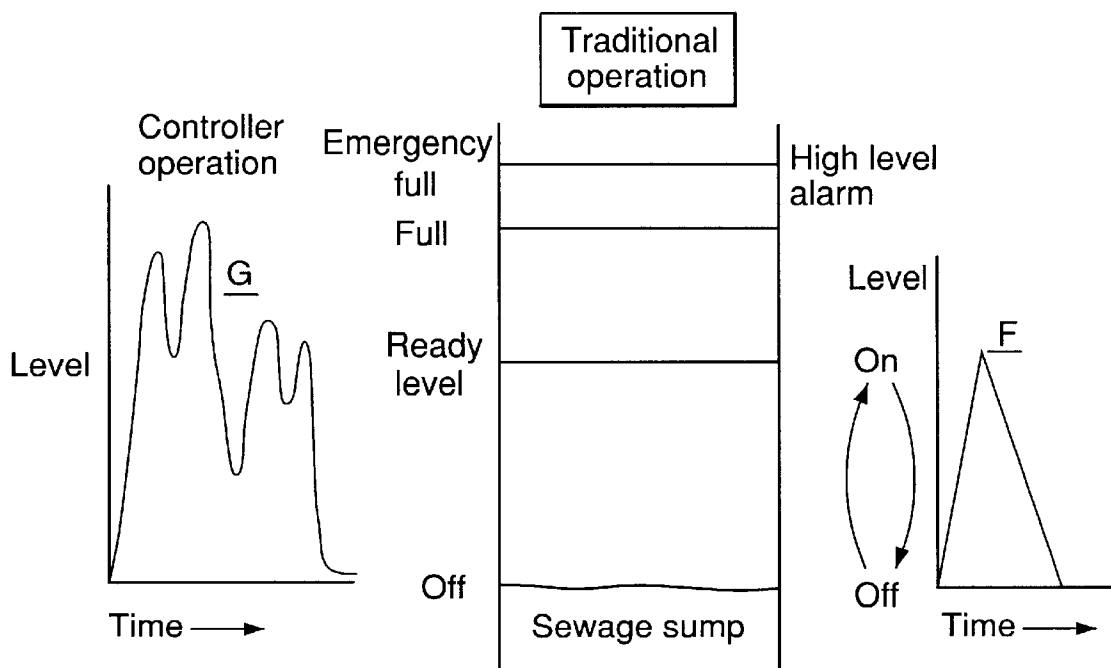 Traditional
operation
Controller
operation
Level
G
Time
Emergency
full
Full
Ready
level
Off
High level
alarm
Sewage sump
Level
On
Off
F
Time